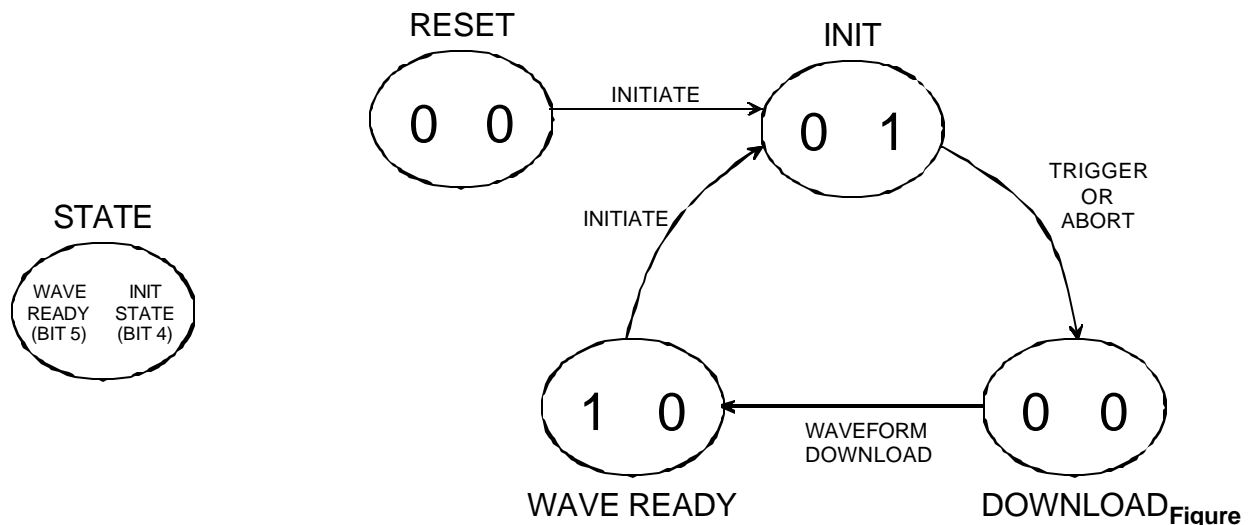 RESET
INIT
0 0
INITIATE
0 1
TRIGGER
OR
ABORT
INITIATE
STATE
WAVE
READY
(BIT 5)
INIT
STATE
(BIT 4)
1 0
WAVEFORM
DOWNLOAD
0 0
WAVE READY
DOWNLOAD
Figure